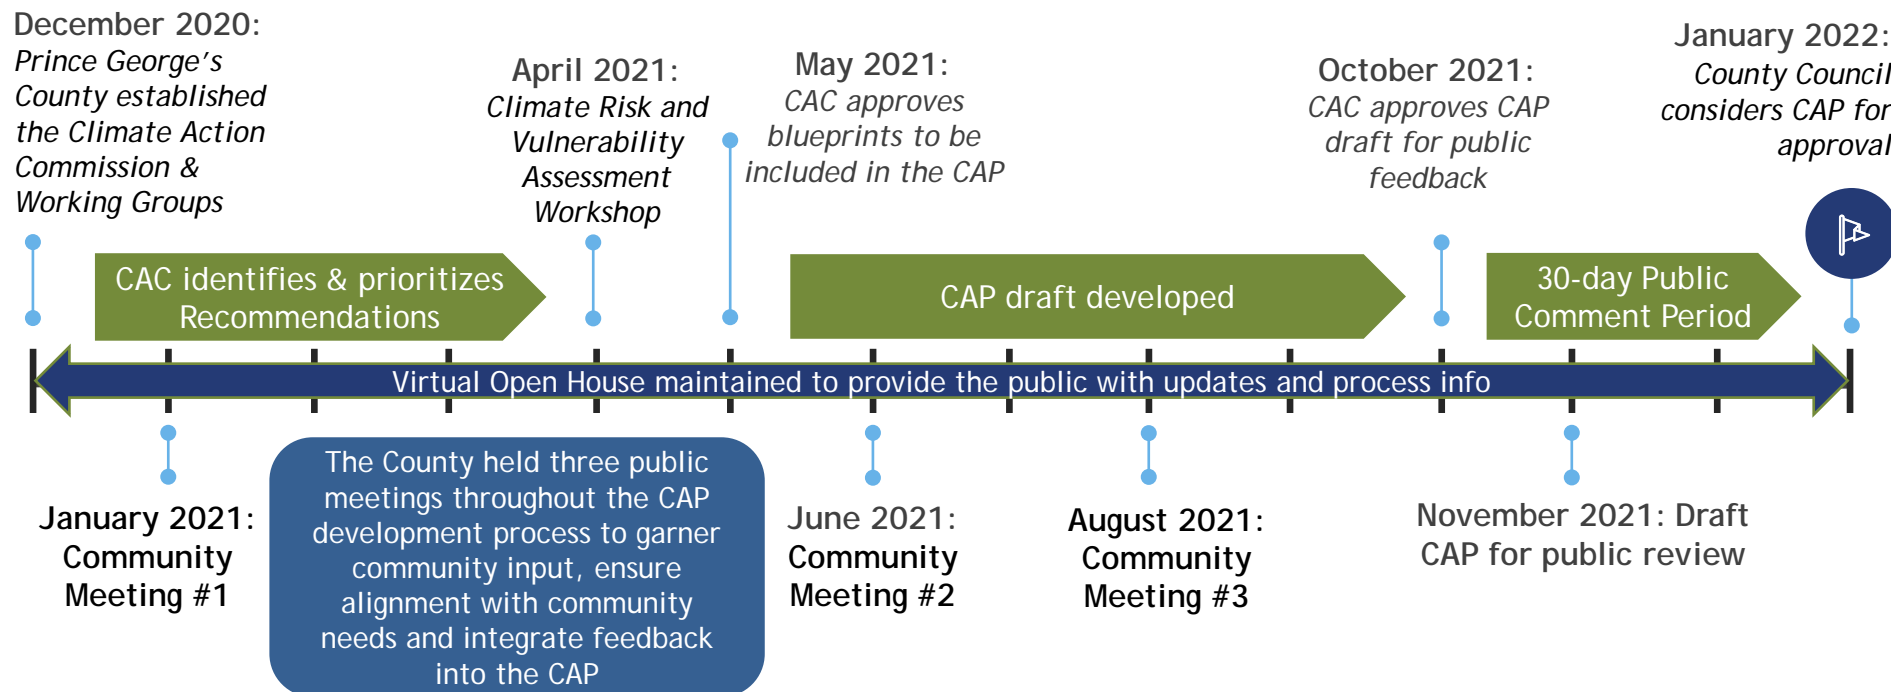 December 2020:
Prince George's
County established
the Climate Action
Commission &
Working Groups
April 2021:
Climate Risk and
Vulnerability
Assessment
Workshop
May 2021:
CAC approves
blueprints to be
included in the CAP
October 2021:
CAC approves CAP
draft for public
feedback
January 2022:
County Council
considers CAP for
approval
CAC identifies & prioritizes
Recommendations
CAP draft developed
30-day Public
Comment Period
Virtual Open House maintained to provide the public with updates and process info
January 2021:
Community
Meeting #1
The County held three public
meetings throughout the CAP
development process to garner
community input, ensure
alignment with community
needs and integrate feedback
into the CAP
June 2021:
Community
Meeting #2
August 2021:
Community
Meeting #3
November 2021: Draft
CAP for public review